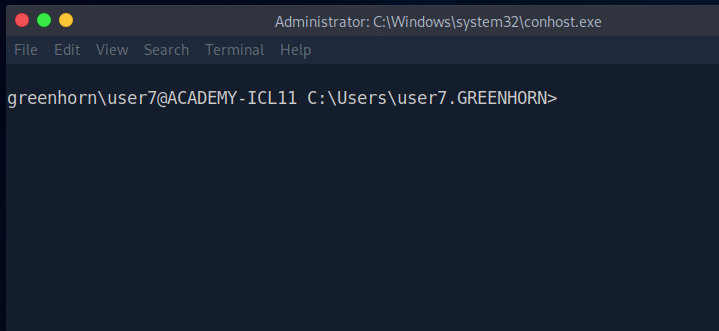 Administrator: C:\Windows\system32\conhost.exe
File Edit View Search Terminal Help
greenhorn\user7@ACADEMY-ICL11 C:\Users\user7.GREENHORN>